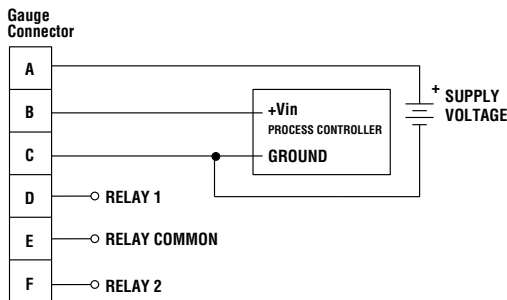 Gauge
Connector
A
+ SUPPLY
VOLTAGE
B
+Vin
PROCESS CONTROLLER
C
GROUND
D
RELAY 1
E
RELAY COMMON
F
RELAY 2